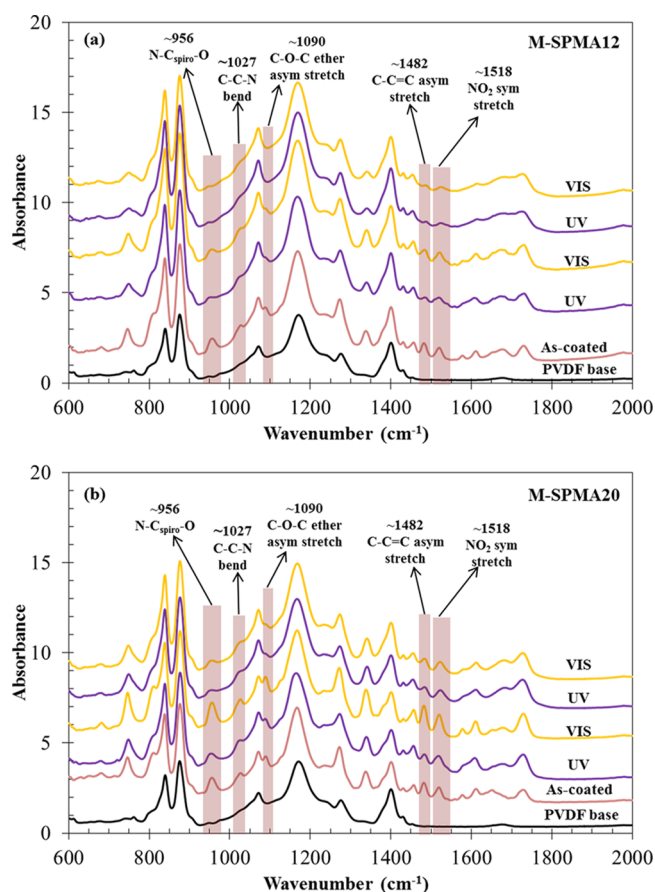 (a)
M-SPMA12
~956
N-Cspiro-O
~1027
C-C-N
bend
~1090
C-O-C ether
asym stretch
~1482
C-C=C asym
stretch
~1518
NO₂ sym
stretch
VIS
UV
VIS
UV
As-coated
PVDF base
Absorbance
20
15
10
5
0
600 800 1000 1200 1400 1600 1800 2000
Wavenumber (cm⁻¹)
(b)
M-SPMA20
~956
N-Cspiro-O
~1027
C-C-N
bend
~1090
C-O-C ether
asym stretch
~1482
C-C=C asym
stretch
~1518
NO₂ sym
stretch
VIS
UV
VIS
UV
As-coated
PVDF base
Absorbance
20
15
10
5
0
600 800 1000 1200 1400 1600 1800 2000
Wavenumber (cm⁻¹)